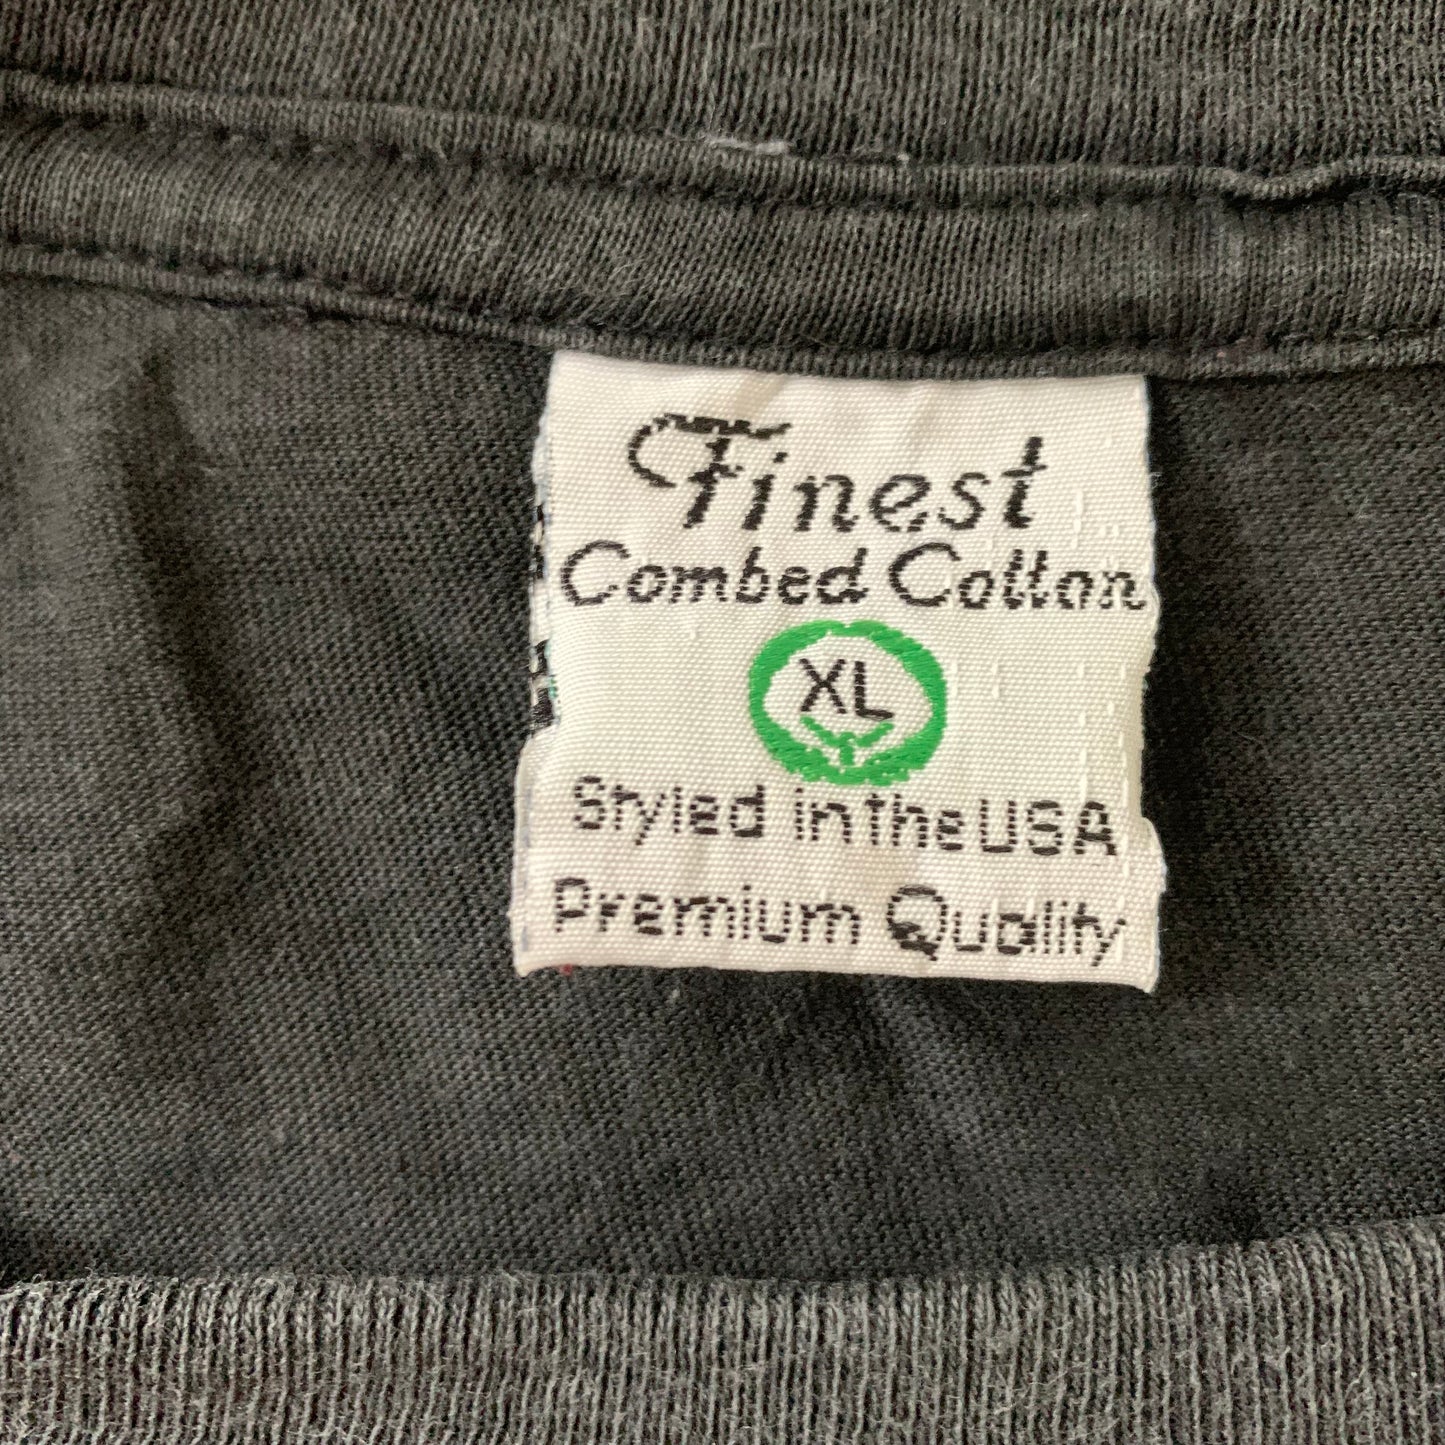 Finest
Combed Cotton
XL
Styled in the USA
Premium Quality